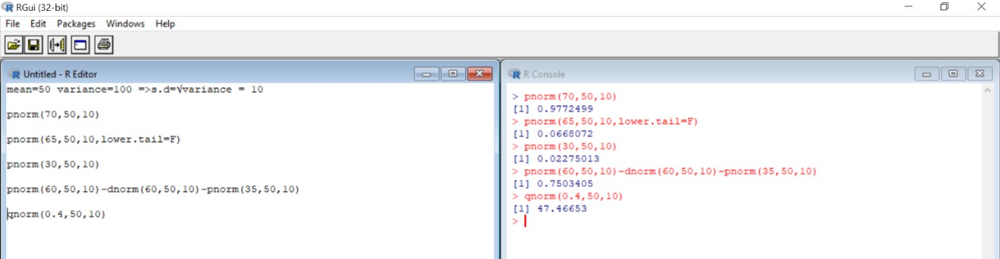 RGui (32-bit)
File Edit Packages Windows Help
Untitled - R Editor
mean=50 variance=100 =>s.d=√variance = 10
pnorm(70,50,10)
pnorm(65,50,10,lower.tail=F)
pnorm(30,50,10)
pnorm(60,50,10)-dnorm(60,50,10)-pnorm(35,50,10)
qnorm(0.4,50,10)
R Console
> pnorm(70,50,10)
[1] 0.9772499
> pnorm(65,50,10,lower.tail=F)
[1] 0.0668072
> pnorm(30,50,10)
[1] 0.02275013
> pnorm(60,50,10)-dnorm(60,50,10)-pnorm(35,50,10)
[1] 0.7503405
> qnorm(0.4,50,10)
[1] 47.46653
>